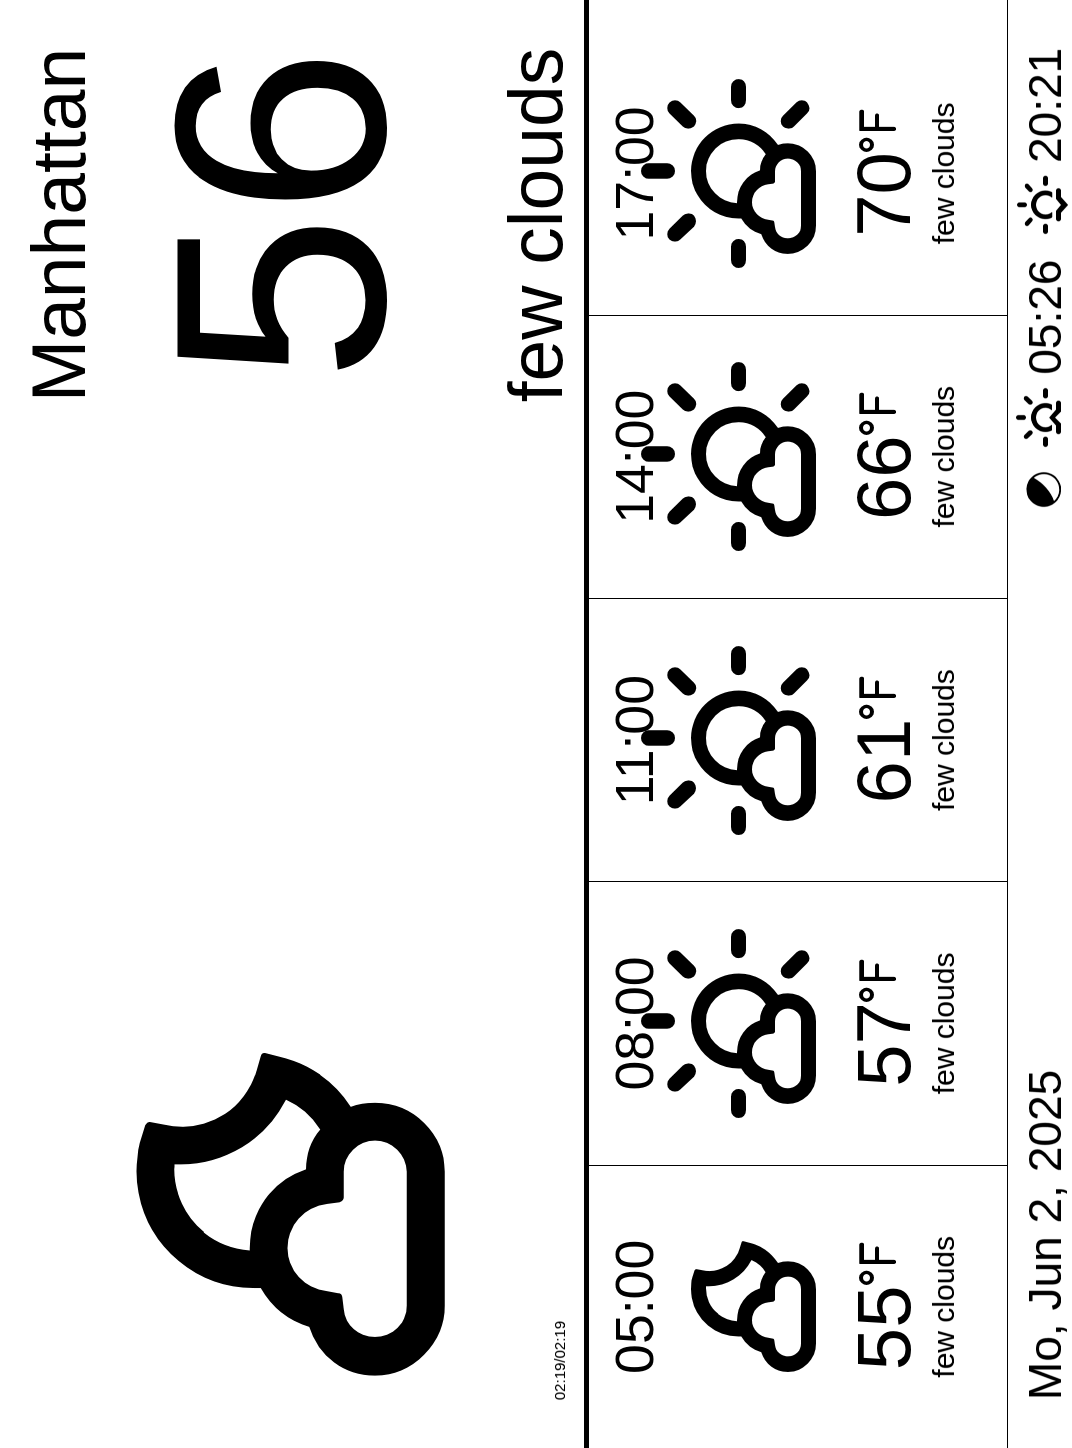 Manhattan
56
few clouds
02:19/02:19
05:00 08:00 11:00 14:00 17:00
55°F 57°F 61°F 66°F 70°F
few clouds few clouds few clouds few clouds few clouds
Mo, Jun 2, 2025 05:26 20:21